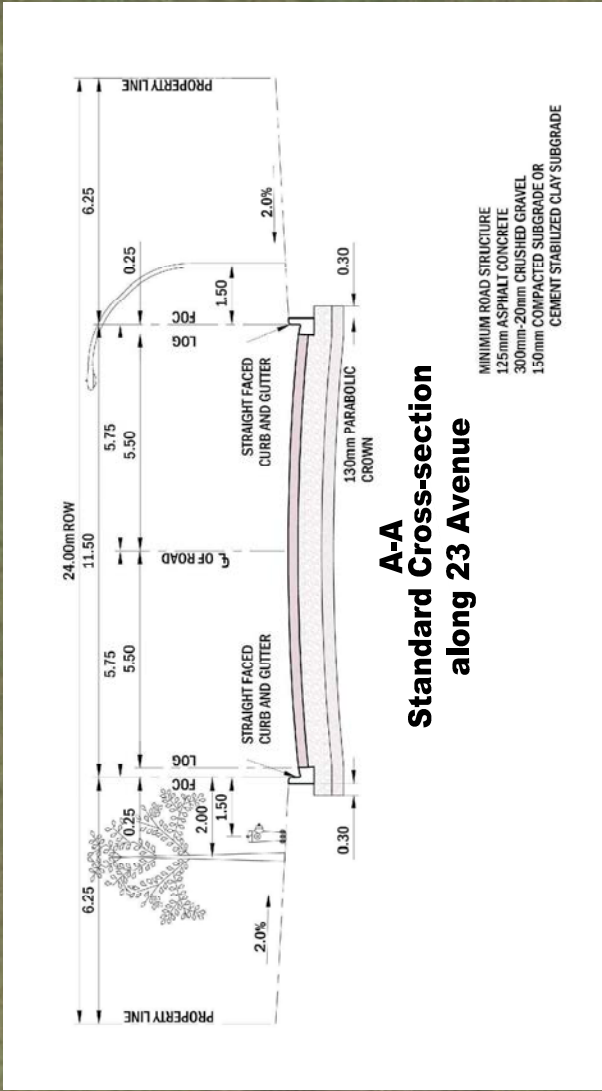 24.00m ROW
6.25
11.50
6.25
5.75
5.75
0.25
5.50
5.50
0.25
PROPERTY LINE
FOC
LOG
℄ OF ROAD
LOG
FOC
PROPERTY LINE
2.00
1.50
1.50
STRAIGHT FACED
CURB AND GUTTER
STRAIGHT FACED
CURB AND GUTTER
2.0%
2.0%
0.30
130mm PARABOLIC
CROWN
0.30
A-A
Standard Cross-section
along 23 Avenue
MINIMUM ROAD STRUCTURE
125mm ASPHALT CONCRETE
300mm-20mm CRUSHED GRAVEL
150mm COMPACTED SUBGRADE OR
CEMENT STABILIZED CLAY SUBGRADE